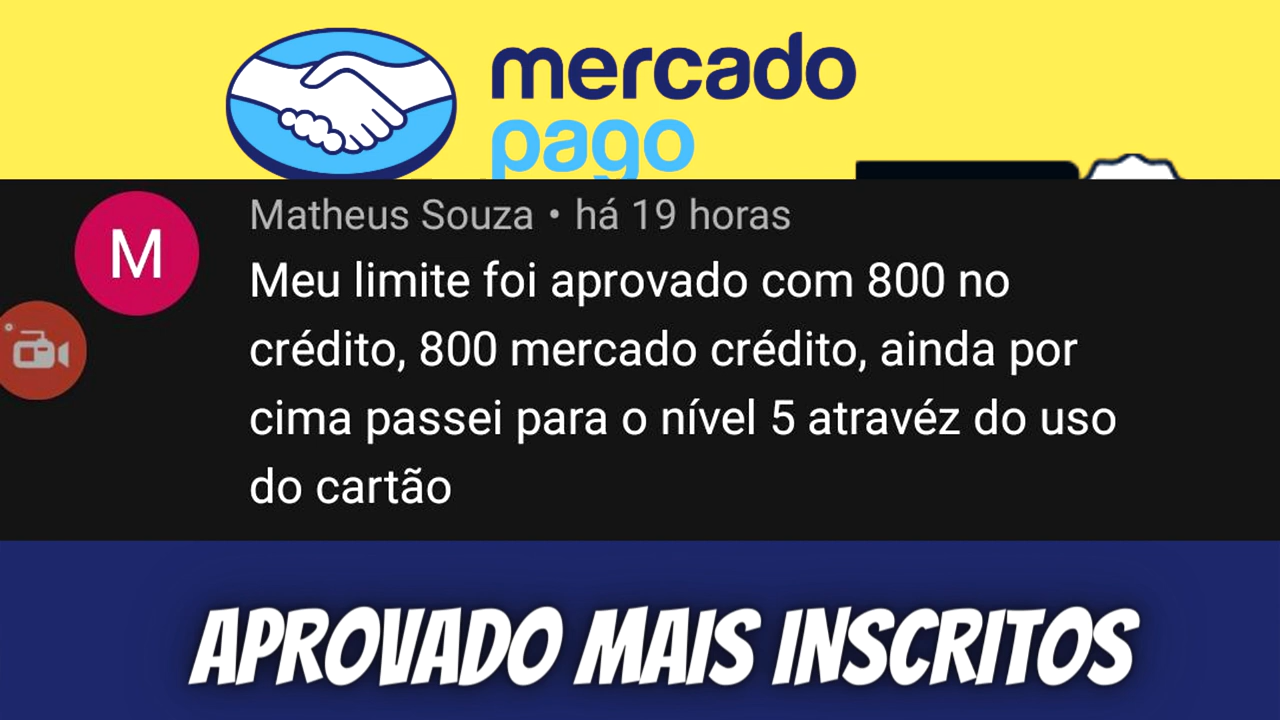 mercado
pago
M
Matheus Souza • há 19 horas
Meu limite foi aprovado com 800 no
crédito, 800 mercado crédito, ainda por
cima passei para o nível 5 atravéz do uso
do cartão
APROVADO MAIS INSCRITOS